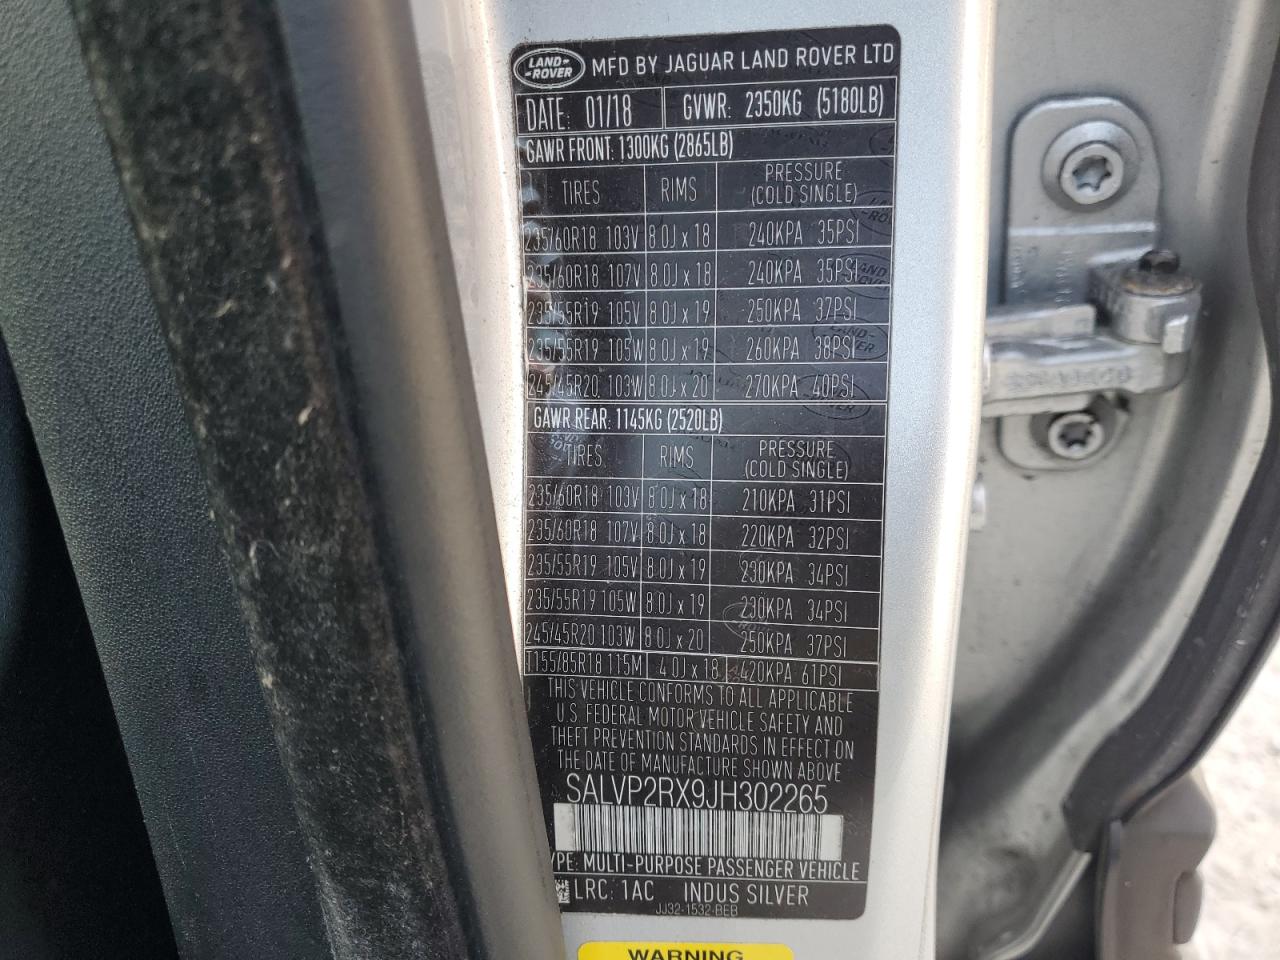 LAND-
-ROVER
MFD BY JAGUAR LAND ROVER LTD
DATE: 01/18 GVWR: 2350KG (5180LB)
GAWR FRONT: 1300KG (2865LB)
TIRES RIMS PRESSURE
(COLD SINGLE)
235/60R18 103V 8.0J x 18 240KPA 35PSI
235/60R18 107V 8.0J x 18 240KPA 35PSI
235/55R19 105V 8.0J x 19 250KPA 37PSI
235/55R19 105W 8.0J x 19 260KPA 38PSI
245/45R20 103W 8.0J x 20 270KPA 40PSI
GAWR REAR: 1145KG (2520LB)
TIRES RIMS PRESSURE
(COLD SINGLE)
235/60R18 103V 8.0J x 18 210KPA 31PSI
235/60R18 107V 8.0J x 18 220KPA 32PSI
235/55R19 105V 8.0J x 19 230KPA 34PSI
235/55R19 105W 8.0J x 19 230KPA 34PSI
245/45R20 103W 8.0J x 20 250KPA 37PSI
T155/85R18 115M 4.0J x 18 420KPA 61PSI
THIS VEHICLE CONFORMS TO ALL APPLICABLE
U.S. FEDERAL MOTOR VEHICLE SAFETY AND
THEFT PREVENTION STANDARDS IN EFFECT ON
THE DATE OF MANUFACTURE SHOWN ABOVE
SALVP2RX9JH302265
YPE: MULTI-PURPOSE PASSENGER VEHICLE
LRC: 1AC INDUS SILVER
JJ32-1532-BEB
WARNING